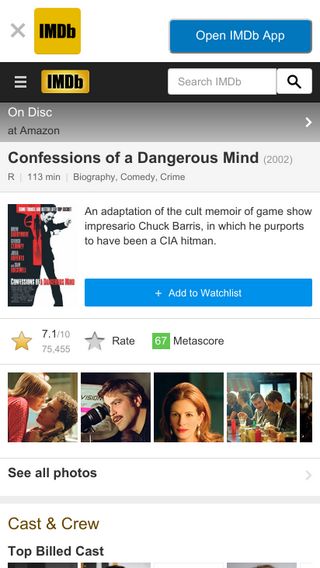 IMDb
Open IMDb App
IMDb
Search IMDb
On Disc
at Amazon
Confessions of a Dangerous Mind (2002)
R | 113 min | Biography, Comedy, Crime
CONFESSIONS OF A DANGEROUS MIND
An adaptation of the cult memoir of game show
impresario Chuck Barris, in which he purports
to have been a CIA hitman.
+ Add to Watchlist
7.1/10
75,455
Rate
67 Metascore
See all photos
Cast & Crew
Top Billed Cast